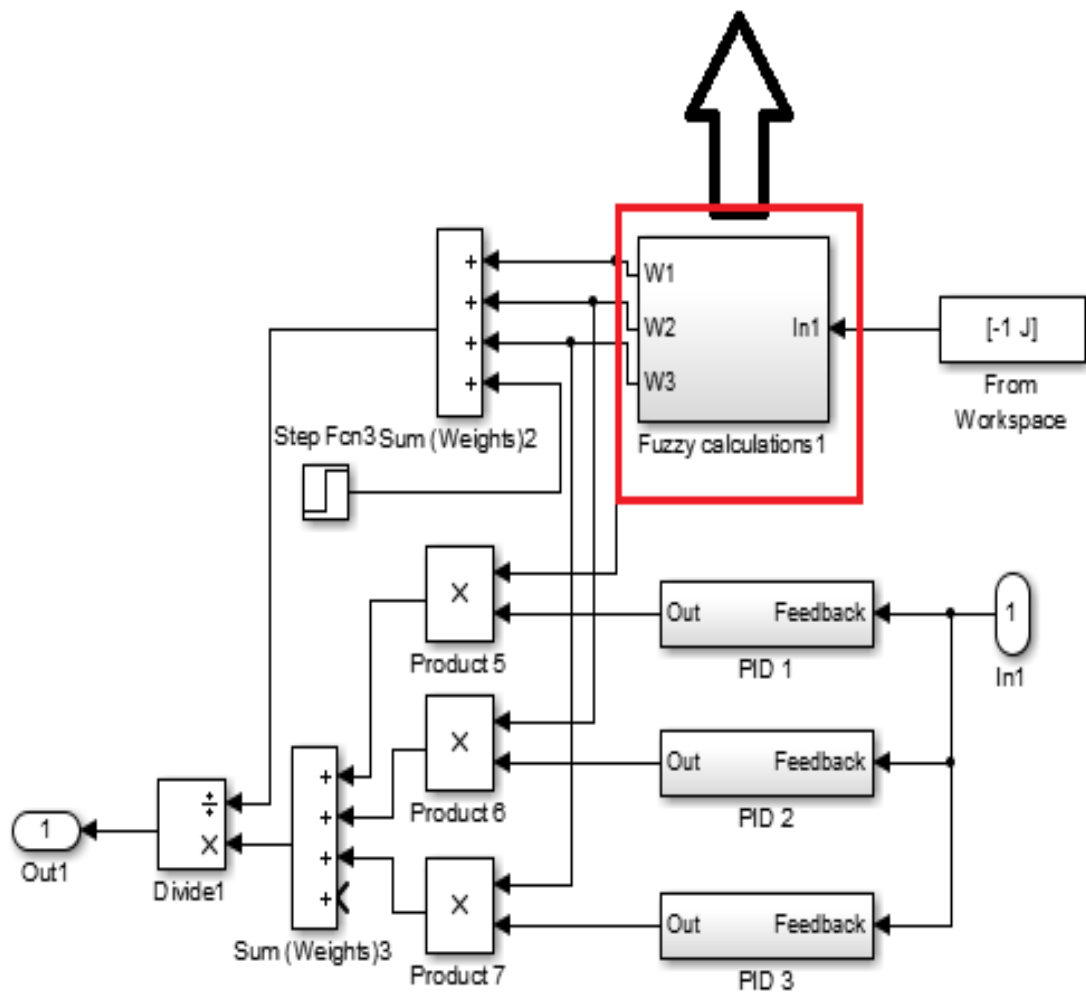 +
+
+
+
W1
W2
W3
In1
[-1 J]
From
Workspace
Step Fcn3
Sum (Weights)2
Fuzzy calculations1
×
Product 5
Out
Feedback
PID 1
1
In1
×
Product 6
Out
Feedback
PID 2
÷
×
Divide1
1
Out1
+
+
+
+
Sum (Weights)3
×
Product 7
Out
Feedback
PID 3